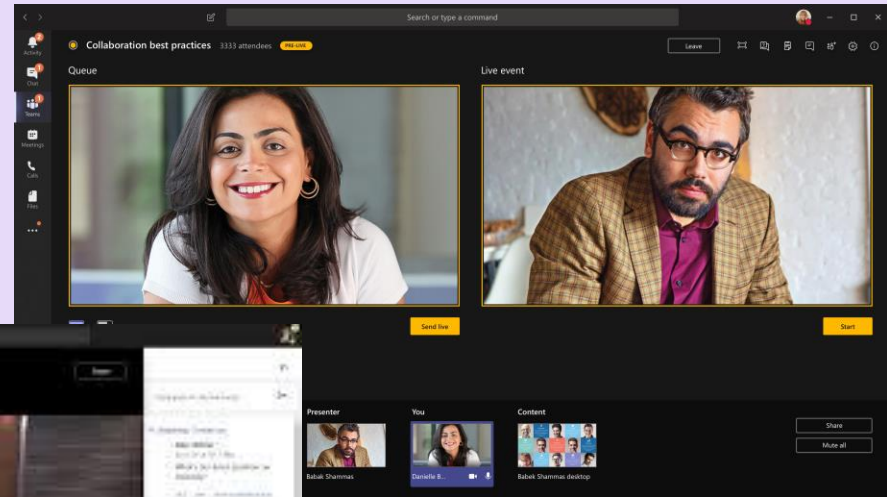 Search or type a command
Activity
Chat
Teams
Meetings
Calls
Files
Collaboration best practices 3333 attendees PRE-LIVE
Leave
Queue
Live event
Send live
Start
Presenter
You
Content
Babak Shammas
Danielle B...
Babek Shammas desktop
Share
Mute all